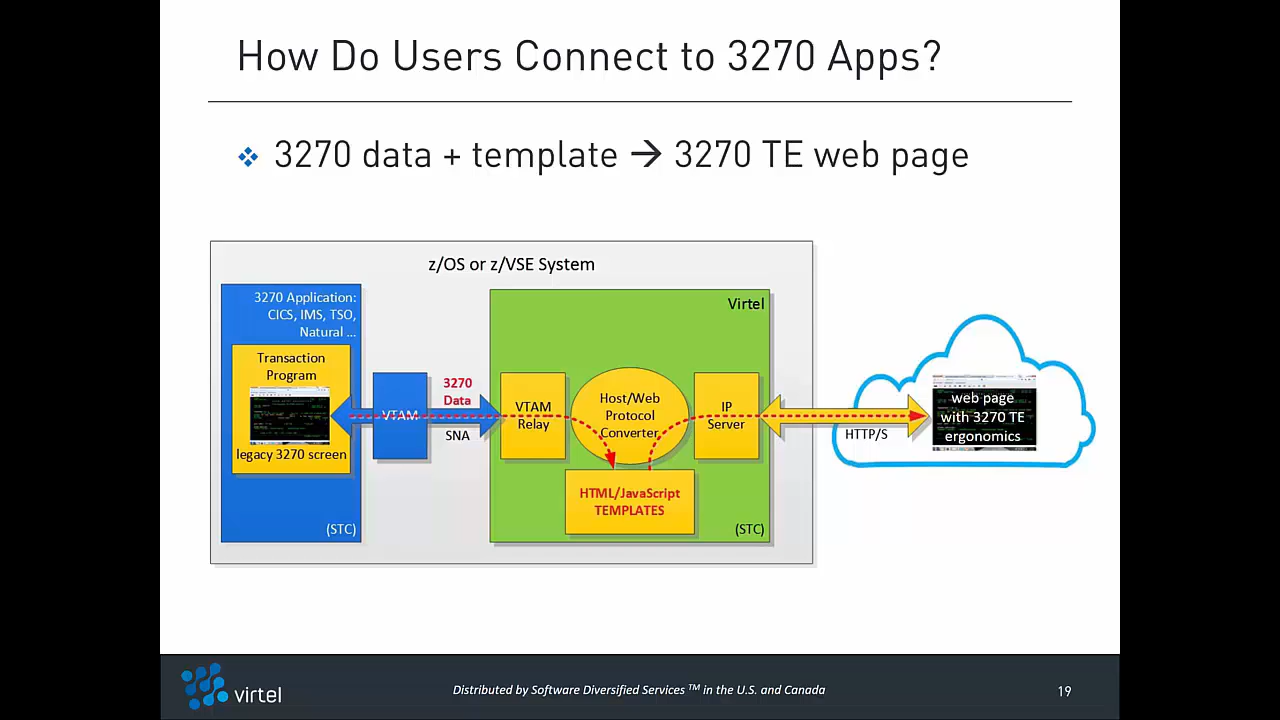 How Do Users Connect to 3270 Apps?
❖ 3270 data + template → 3270 TE web page
z/OS or z/VSE System
3270 Application:
CICS, IMS, TSO,
Natural ...
Transaction
Program
legacy 3270 screen
(STC)
VTAM
3270
Data
SNA
Virtel
VTAM
Relay
Host/Web
Protocol
Converter
IP
Server
HTML/JavaScript
TEMPLATES
(STC)
HTTP/S
web page
with 3270 TE
ergonomics
virtel
Distributed by Software Diversified Services TM in the U.S. and Canada
19